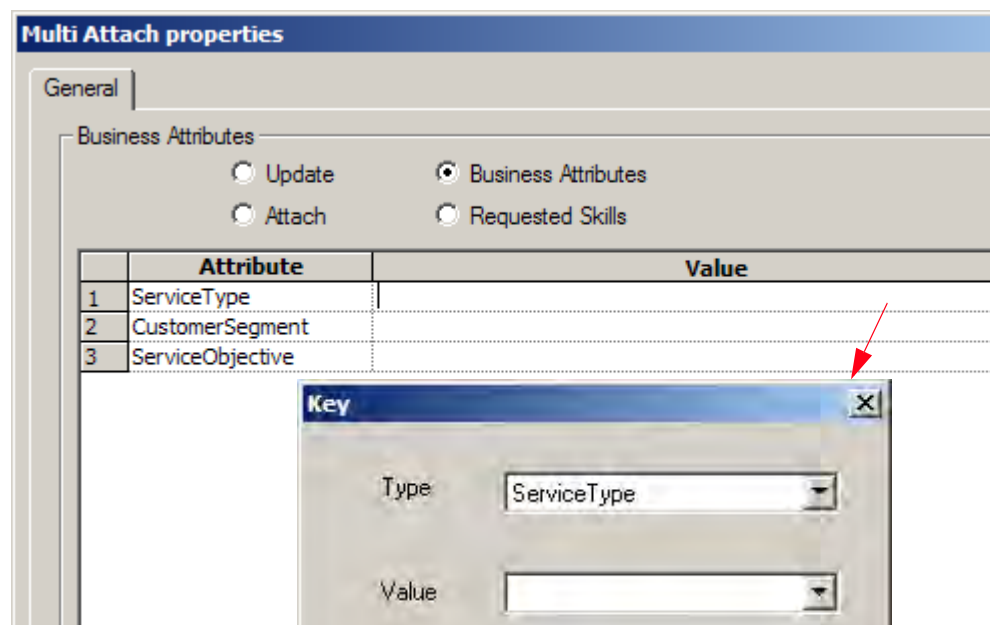 Multi Attach properties
General
Business Attributes
Update Business Attributes
Attach Requested Skills
Attribute Value
1 ServiceType
2 CustomerSegment
3 ServiceObjective
Key
Type ServiceType
Value